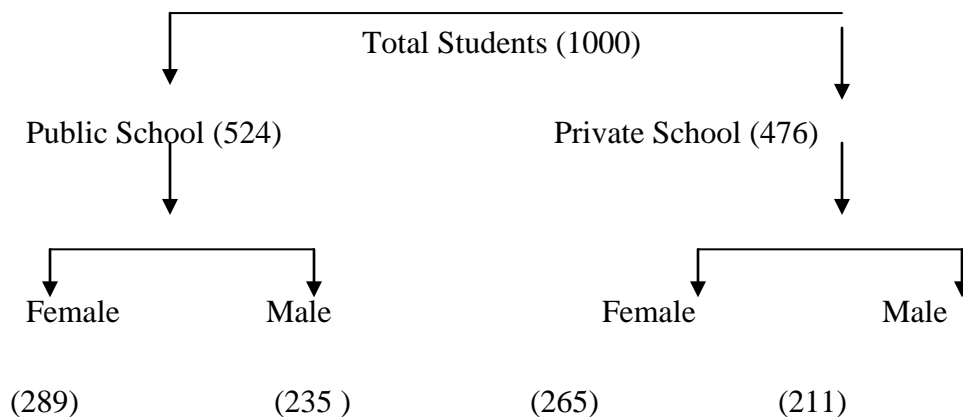 Total Students (1000)
Public School (524) Private School (476)
Female Male Female Male
(289) (235 ) (265) (211)